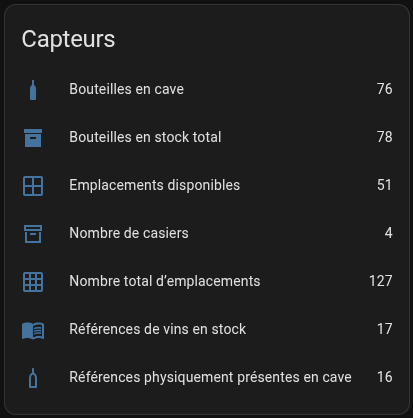 Capteurs
Bouteilles en cave 76
Bouteilles en stock total 78
Emplacements disponibles 51
Nombre de casiers 4
Nombre total d’emplacements 127
Références de vins en stock 17
Références physiquement présentes en cave 16